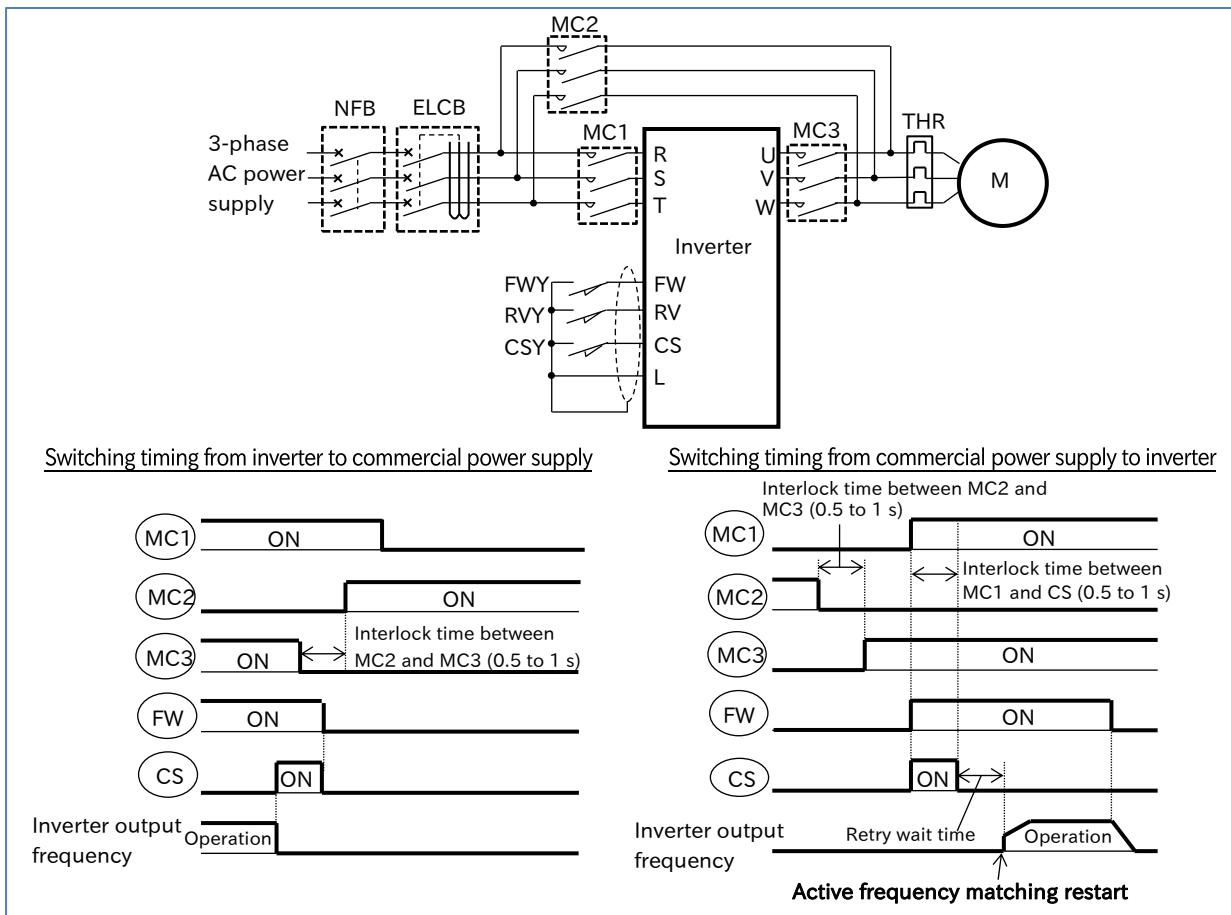 MC2
NFB
ELCB
MC1
MC3
THR
3-phase
AC power
supply
R
S
T
U
V
W
M
Inverter
FWY
FW
RVY
RV
CSY
CS
L
Switching timing from inverter to commercial power supply
MC1
ON
MC2
ON
MC3
ON
Interlock time between
MC2 and MC3 (0.5 to 1 s)
FW
ON
CS
ON
Inverter output
frequency
Operation
Switching timing from commercial power supply to inverter
Interlock time between MC2 and
MC3 (0.5 to 1 s)
MC1
ON
Interlock time between
MC1 and CS (0.5 to 1 s)
MC2
MC3
ON
FW
ON
CS
ON
Retry wait time
Inverter output
frequency
Operation
Active frequency matching restart